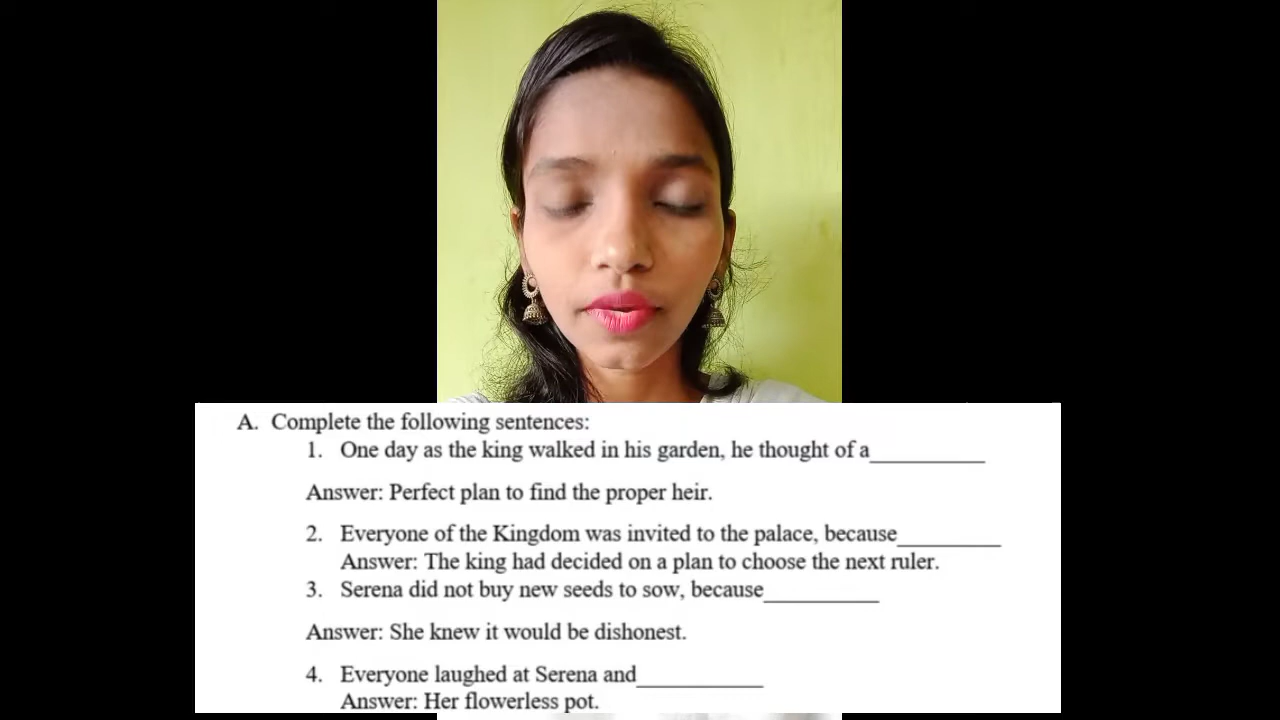 A. Complete the following sentences:
1. One day as the king walked in his garden, he thought of a__________
Answer: Perfect plan to find the proper heir.
2. Everyone of the Kingdom was invited to the palace, because_________
Answer: The king had decided on a plan to choose the next ruler.
3. Serena did not buy new seeds to sow, because__________
Answer: She knew it would be dishonest.
4. Everyone laughed at Serena and___________
Answer: Her flowerless pot.